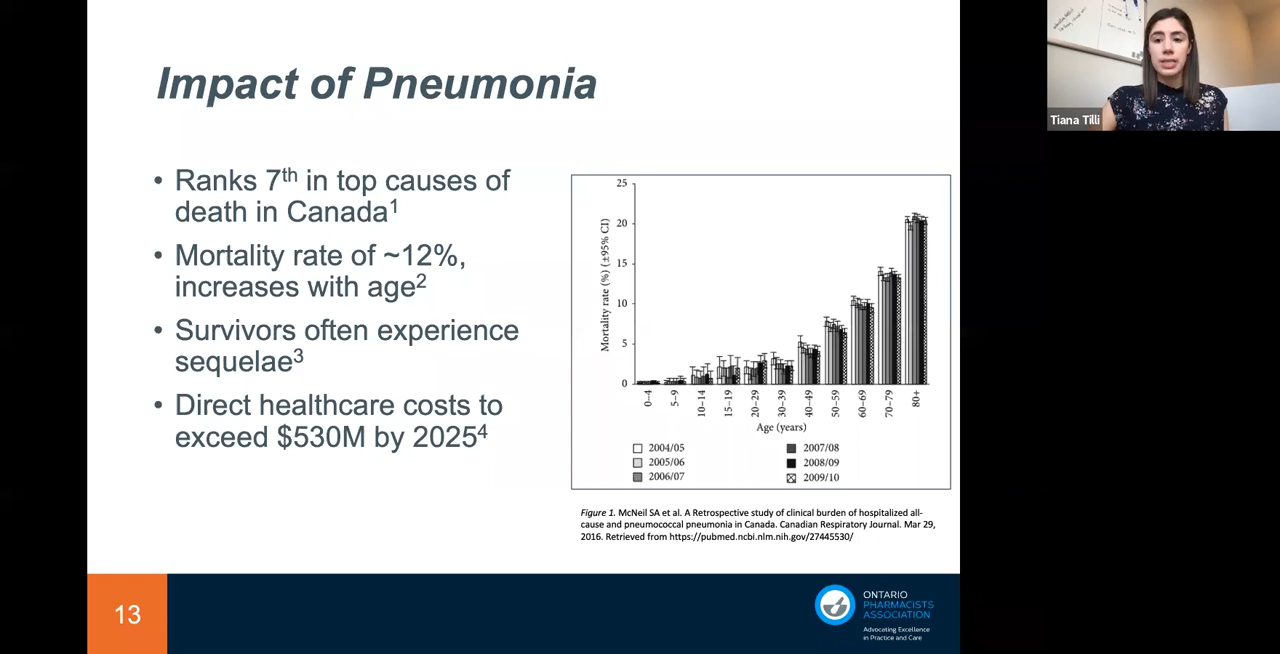 Impact of Pneumonia
• Ranks 7th in top causes of
death in Canada1
• Mortality rate of ~12%,
increases with age2
• Survivors often experience
sequelae3
• Direct healthcare costs to
exceed $530M by 20254
25
20
15
10
5
0
Mortality rate (%) (±95% CI)
0–4
5–9
10–14
15–19
20–29
30–39
40–49
50–59
60–69
70–79
80+
Age (years)
2004/05
2005/06
2006/07
2007/08
2008/09
2009/10
Figure 1. McNeil SA et al. A Retrospective study of clinical burden of hospitalized all-
cause and pneumococcal pneumonia in Canada. Canadian Respiratory Journal. Mar 29,
2016. Retrieved from https://pubmed.ncbi.nlm.nih.gov/27445530/
13
ONTARIO
PHARMACISTS
ASSOCIATION
Advocating Excellence
in Practice and Care
Tiana Tilli